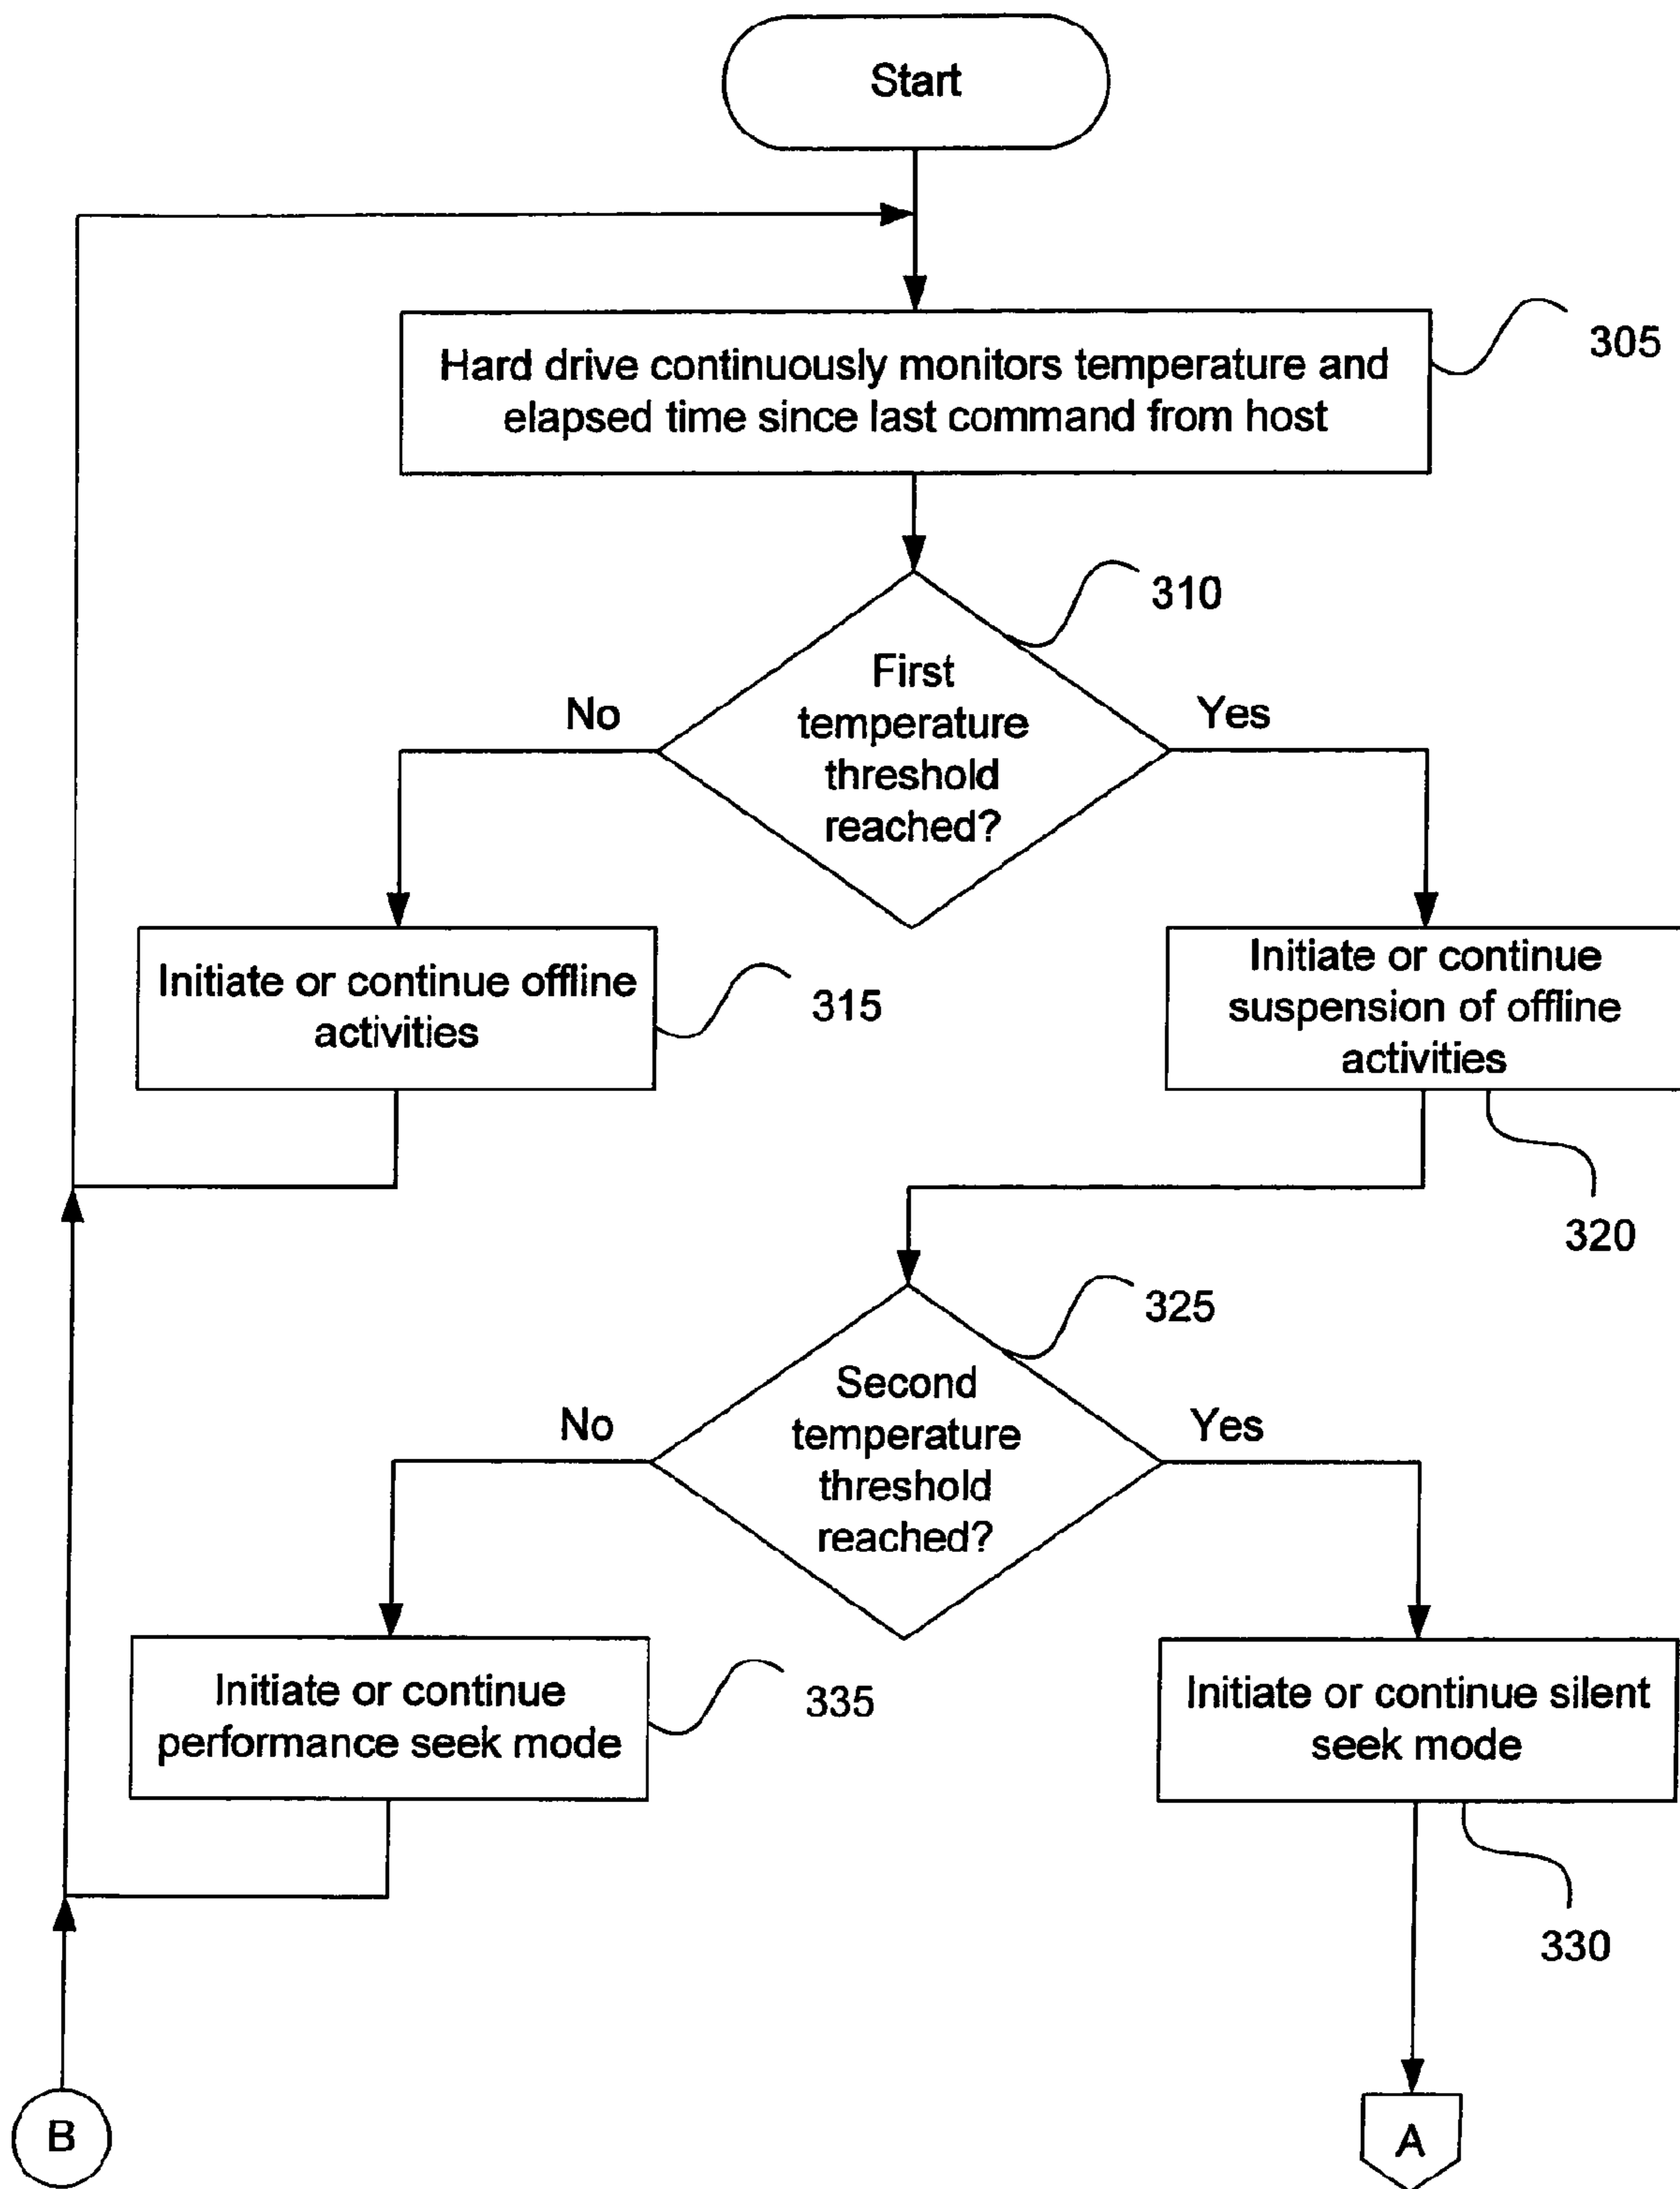 Start
Hard drive continuously monitors temperature and
elapsed time since last command from host
305
310
First
temperature
threshold
reached?
No
Yes
Initiate or continue offline
activities
315
Initiate or continue
suspension of offline
activities
320
325
Second
temperature
threshold
reached?
No
Yes
Initiate or continue
performance seek mode
335
Initiate or continue silent
seek mode
330
B
A